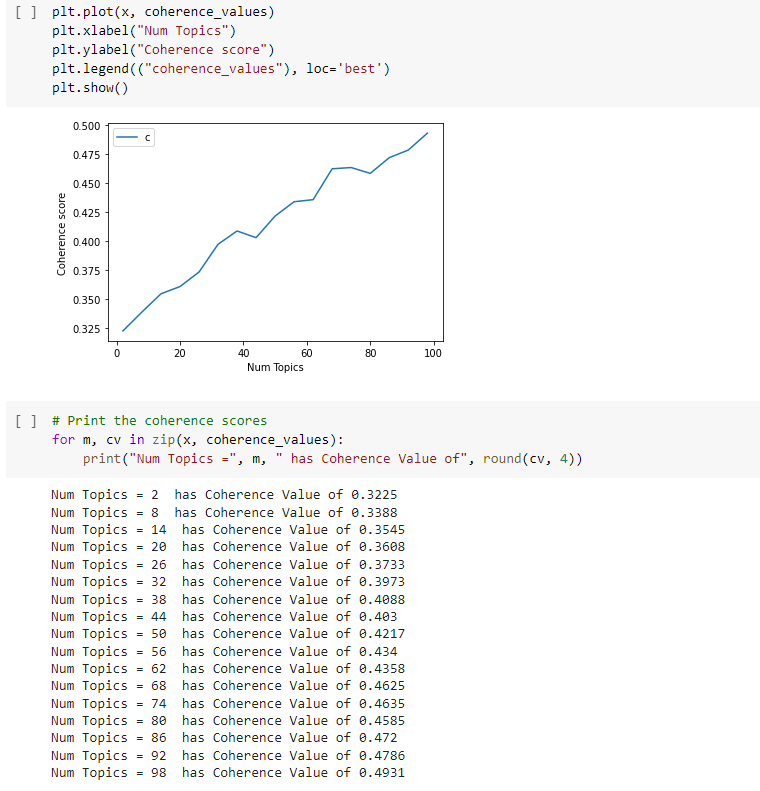 [ ] plt.plot(x, coherence_values)
plt.xlabel("Num Topics")
plt.ylabel("Coherence score")
plt.legend(("coherence_values"), loc='best')
plt.show()
0.500
c
0.475
0.450
0.425
0.400
0.375
0.350
0.325
Coherence score
0 20 40 60 80 100
Num Topics
[ ] # Print the coherence scores
for m, cv in zip(x, coherence_values):
    print("Num Topics =", m, " has Coherence Value of", round(cv, 4))
Num Topics = 2  has Coherence Value of 0.3225
Num Topics = 8  has Coherence Value of 0.3388
Num Topics = 14  has Coherence Value of 0.3545
Num Topics = 20  has Coherence Value of 0.3608
Num Topics = 26  has Coherence Value of 0.3733
Num Topics = 32  has Coherence Value of 0.3973
Num Topics = 38  has Coherence Value of 0.4088
Num Topics = 44  has Coherence Value of 0.403
Num Topics = 50  has Coherence Value of 0.4217
Num Topics = 56  has Coherence Value of 0.434
Num Topics = 62  has Coherence Value of 0.4358
Num Topics = 68  has Coherence Value of 0.4625
Num Topics = 74  has Coherence Value of 0.4635
Num Topics = 80  has Coherence Value of 0.4585
Num Topics = 86  has Coherence Value of 0.472
Num Topics = 92  has Coherence Value of 0.4786
Num Topics = 98  has Coherence Value of 0.4931